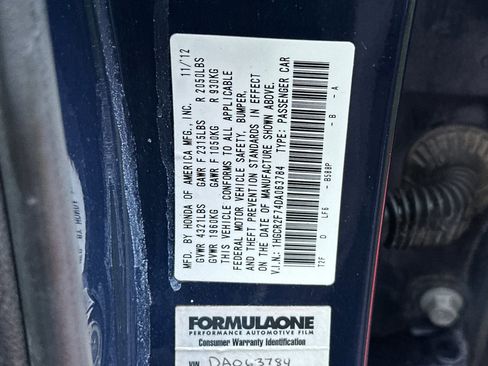 MFD. BY HONDA OF AMERICA MFG., INC. 11/12
GVWR 4321LBS GAWR F 2315LBS R 2050LBS
GVWR 1960KG GAWR F 1050KG R 930KG
THIS VEHICLE CONFORMS TO ALL APPLICABLE
FEDERAL MOTOR VEHICLE SAFETY, BUMPER,
AND THEFT PREVENTION STANDARDS IN EFFECT
ON THE DATE OF MANUFACTURE SHOWN ABOVE.
V.I.N.: 1HGCR2F74DA063784 TYPE: PASSENGER CAR
T2F D LF6 - B588P - B - A
FORMULAONE
PERFORMANCE AUTOMOTIVE FILM
Consumer Warranty Identification
VIN DA063784